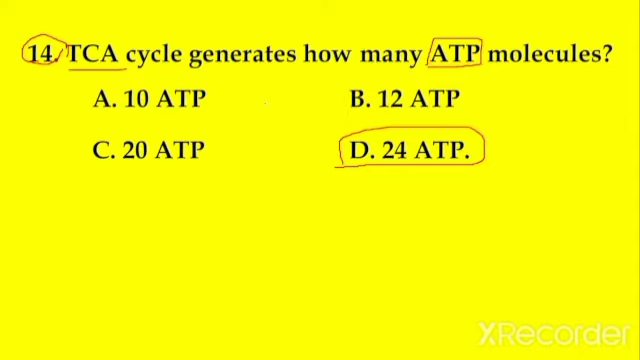 14. TCA cycle generates how many ATP molecules?
A. 10 ATP B. 12 ATP
C. 20 ATP D. 24 ATP.
XRecorder